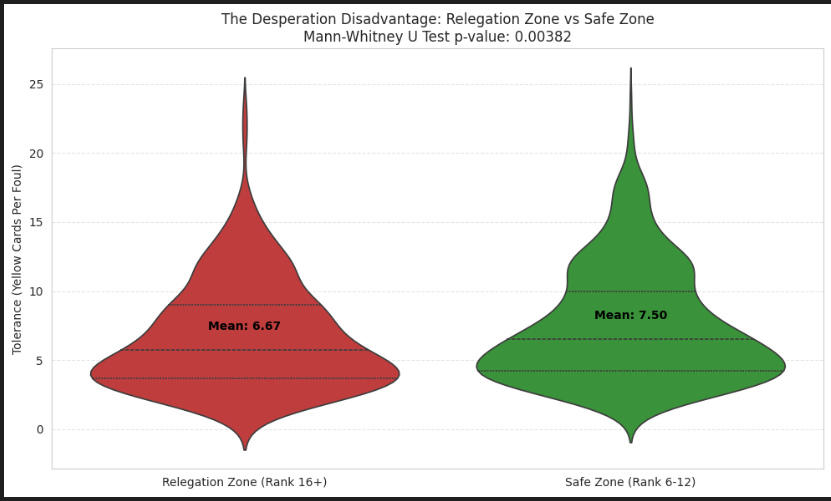 The Desperation Disadvantage: Relegation Zone vs Safe Zone
Mann-Whitney U Test p-value: 0.00382
Tolerance (Yellow Cards Per Foul)
25
20
15
10
5
0
Mean: 6.67
Mean: 7.50
Relegation Zone (Rank 16+)
Safe Zone (Rank 6-12)